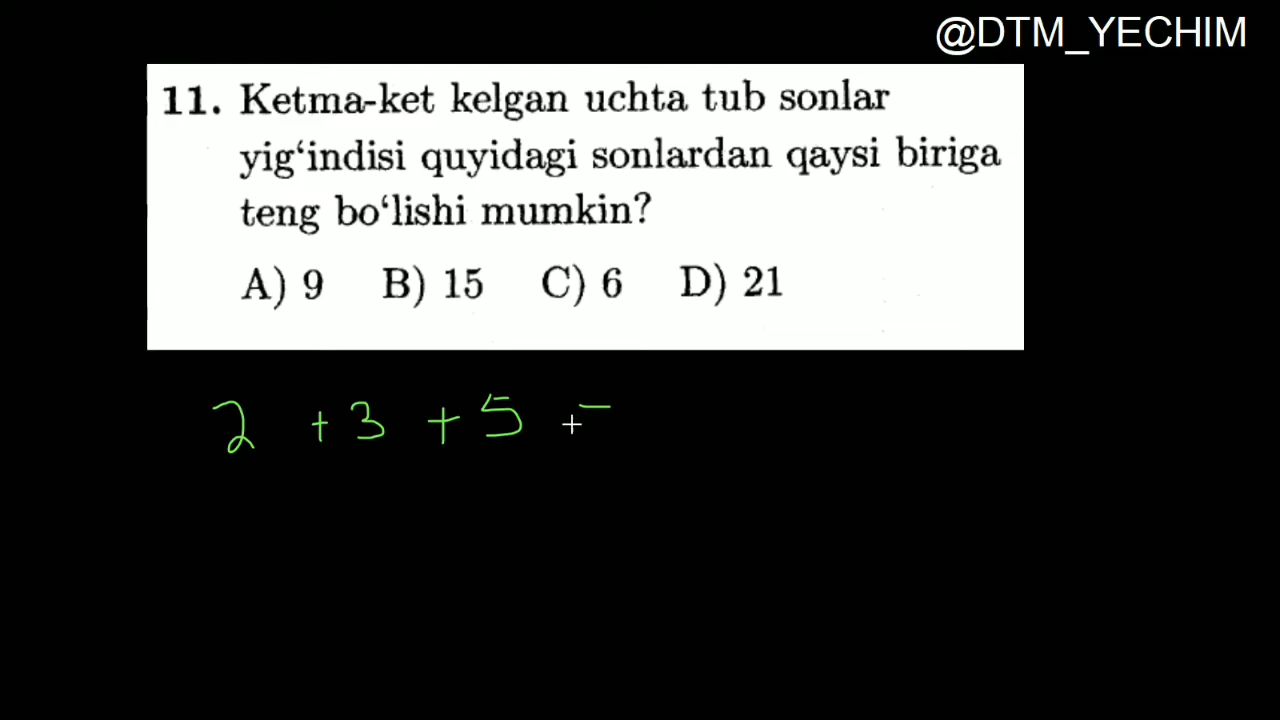 @DTM_YECHIM
11. Ketma-ket kelgan uchta tub sonlar
yig‘indisi quyidagi sonlardan qaysi biriga
teng bo‘lishi mumkin?
A) 9 B) 15 C) 6 D) 21
2 + 3 + 5